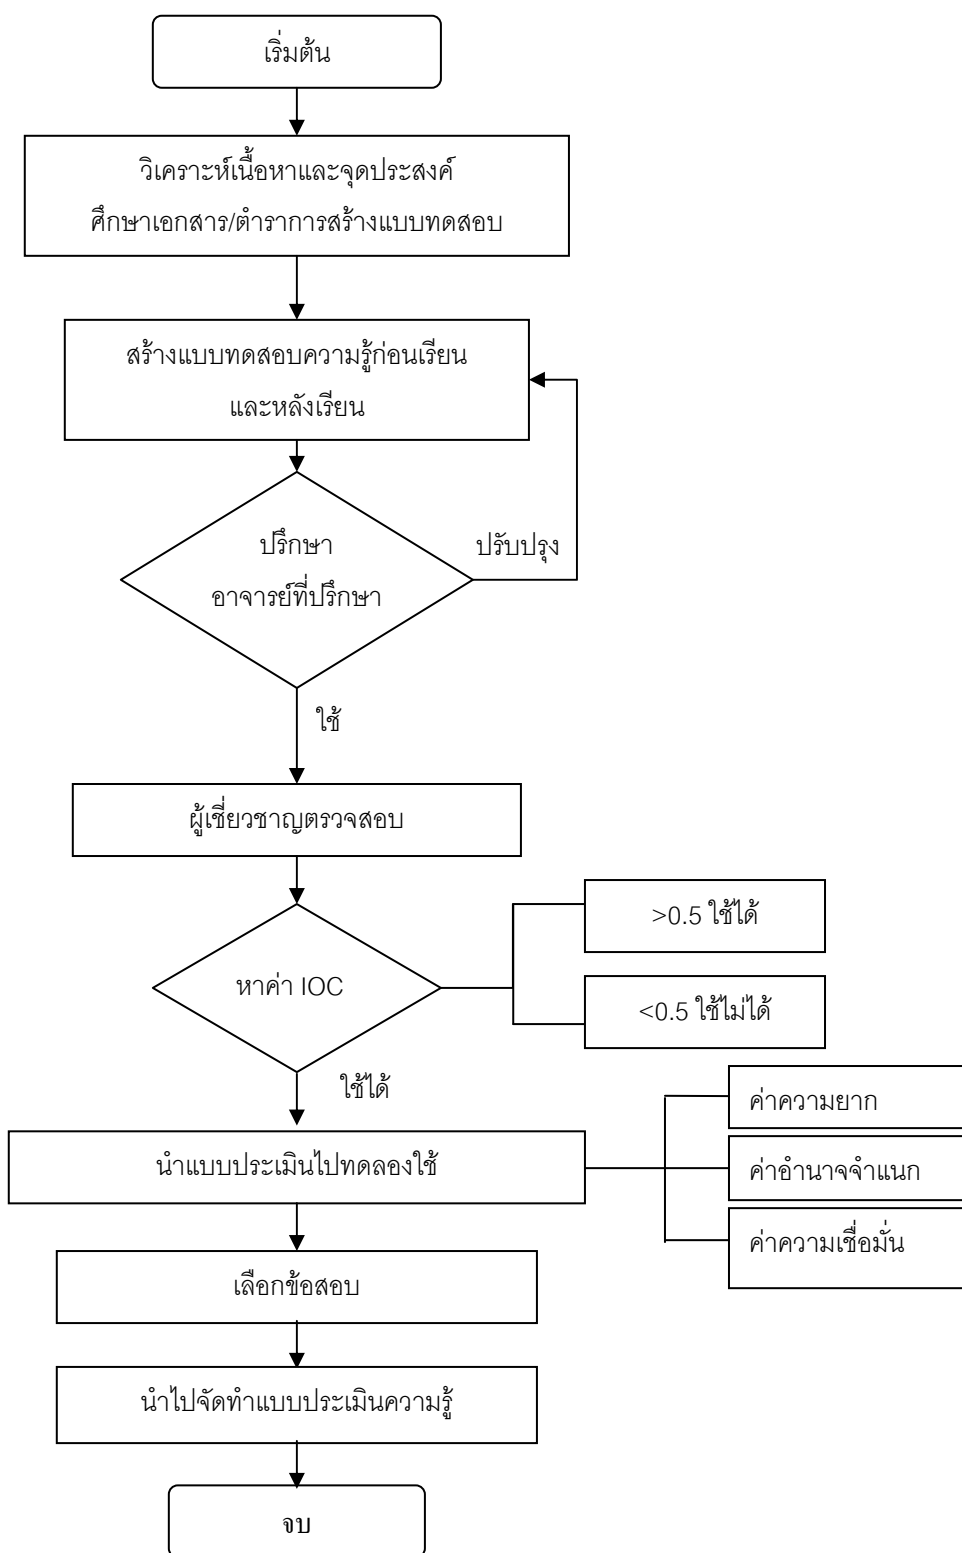 เริ่มต้น
วิเคราะห์เนื้อหาและจุดประสงค์
ศึกษาเอกสาร/ตำราการสร้างแบบทดสอบ
สร้างแบบทดสอบความรู้ก่อนเรียน
และหลังเรียน
ปรึกษา
อาจารย์ที่ปรึกษา
ปรับปรุง
ใช้
ผู้เชี่ยวชาญตรวจสอบ
หาค่า IOC
>0.5 ใช้ได้
<0.5 ใช้ไม่ได้
ใช้ได้
นำแบบประเมินไปทดลองใช้
ค่าความยาก
ค่าอำนาจจำแนก
ค่าความเชื่อมั่น
เลือกข้อสอบ
นำไปจัดทำแบบประเมินความรู้
จบ